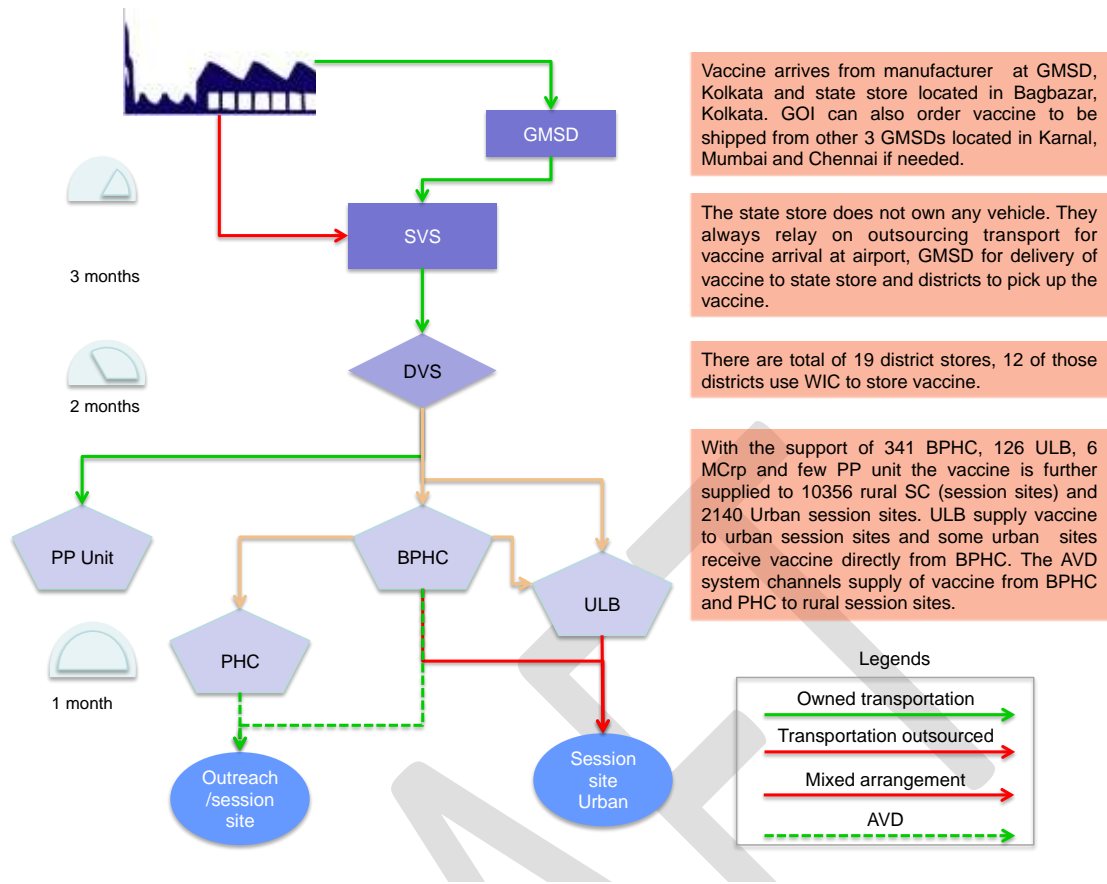 Vaccine arrives from manufacturer at GMSD,
Kolkata and state store located in Bagbazar,
Kolkata. GOI can also order vaccine to be
shipped from other 3 GMSDs located in Karnal,
Mumbai and Chennai if needed.
GMSD
The state store does not own any vehicle. They
always relay on outsourcing transport for
vaccine arrival at airport, GMSD for delivery of
vaccine to state store and districts to pick up the
vaccine.
SVS
3 months
There are total of 19 district stores, 12 of those
districts use WIC to store vaccine.
DVS
2 months
With the support of 341 BPHC, 126 ULB, 6
MCrp and few PP unit the vaccine is further
supplied to 10356 rural SC (session sites) and
2140 Urban session sites. ULB supply vaccine
to urban session sites and some urban sites
receive vaccine directly from BPHC. The AVD
system channels supply of vaccine from BPHC
and PHC to rural session sites.
PP Unit
BPHC
ULB
PHC
1 month
Legends
Owned transportation
Transportation outsourced
Mixed arrangement
AVD
Outreach
/session
site
Session
site
Urban